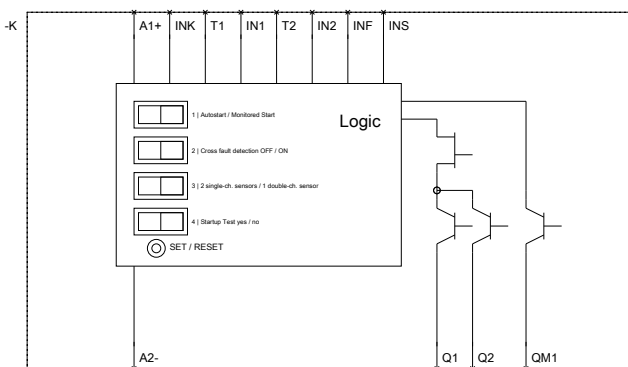 -K A1+ INK T1 IN1 T2 IN2 INF INS
Logic
1 | Autostart / Monitored Start
2 | Cross fault detection OFF / ON
3 | 2 single-ch. sensors / 1 double-ch. sensor
4 | Startup Test yes / no
SET / RESET
A2- Q1 Q2 QM1